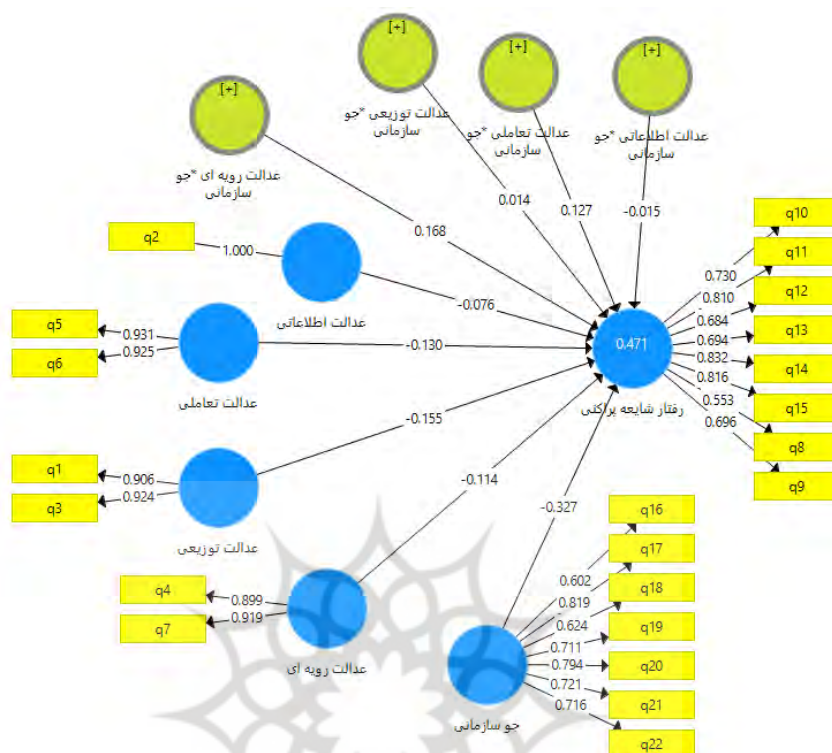 [+]
[+]
[+]
[+]
عدالت توزیعی *جو
سازمانی
عدالت تعاملی *جو
سازمانی
عدالت اطلاعاتی *جو
سازمانی
عدالت رویه ای *جو
سازمانی
0.014
0.127
-0.015
0.168
q2
1.000
عدالت اطلاعاتی
-0.076
q5
0.931
q6
0.925
عدالت تعاملی
-0.130
q1
0.906
q3
0.924
عدالت توزیعی
-0.155
q4
0.899
q7
0.919
عدالت رویه ای
-0.114
جو سازمانی
-0.327
0.471
رفتار شایعه پراکنی
0.730
0.810
0.684
0.694
0.832
0.816
0.553
0.696
q10
q11
q12
q13
q14
q15
q8
q9
0.602
0.819
0.624
0.711
0.794
0.721
0.716
q16
q17
q18
q19
q20
q21
q22